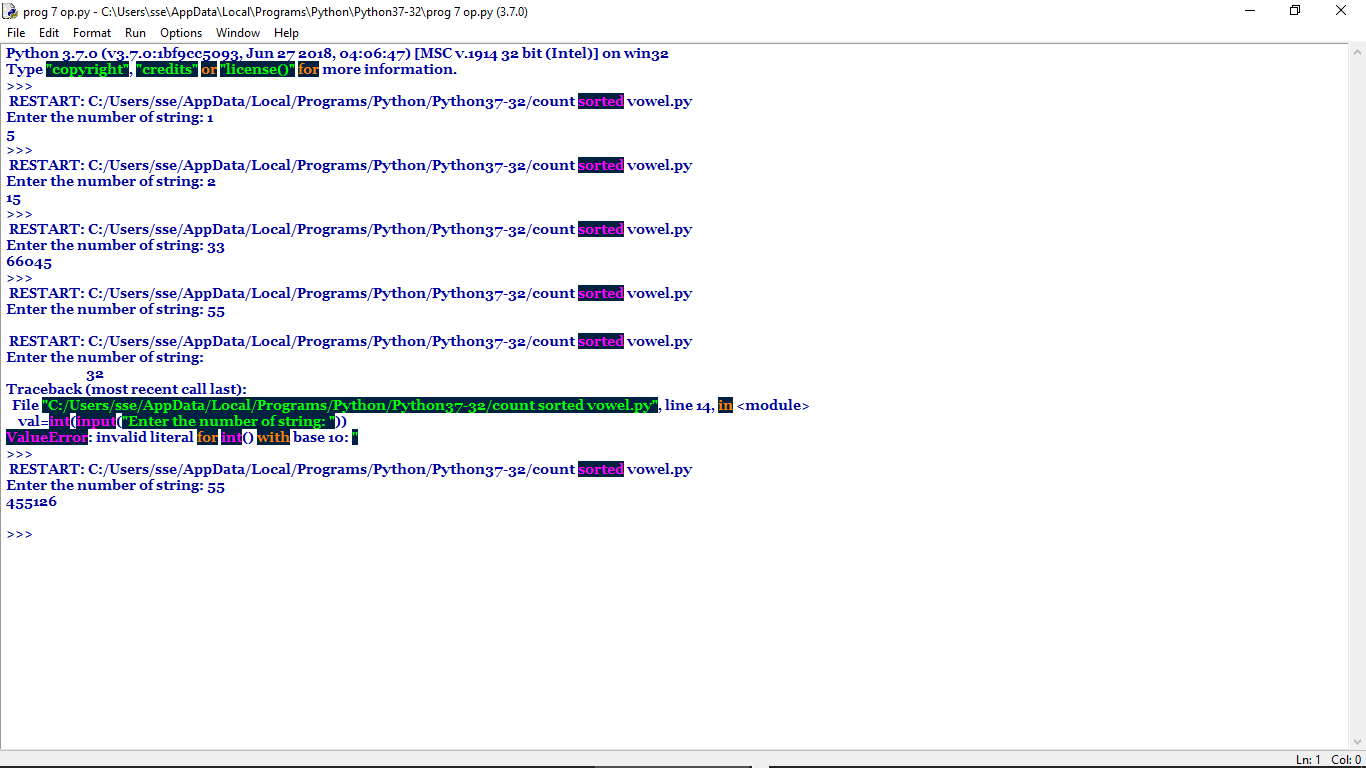 prog 7 op.py - C:\Users\sse\AppData\Local\Programs\Python\Python37-32\prog 7 op.py (3.7.0)
File Edit Format Run Options Window Help
Python 3.7.0 (v3.7.0:1bf9cc5093, Jun 27 2018, 04:06:47) [MSC v.1914 32 bit (Intel)] on win32
Type "copyright", "credits" or "license()" for more information.
>>>
 RESTART: C:/Users/sse/AppData/Local/Programs/Python/Python37-32/count sorted vowel.py
Enter the number of string: 1
5
>>>
 RESTART: C:/Users/sse/AppData/Local/Programs/Python/Python37-32/count sorted vowel.py
Enter the number of string: 2
15
>>>
 RESTART: C:/Users/sse/AppData/Local/Programs/Python/Python37-32/count sorted vowel.py
Enter the number of string: 33
66045
>>>
 RESTART: C:/Users/sse/AppData/Local/Programs/Python/Python37-32/count sorted vowel.py
Enter the number of string: 55
 RESTART: C:/Users/sse/AppData/Local/Programs/Python/Python37-32/count sorted vowel.py
Enter the number of string:
32
Traceback (most recent call last):
  File "C:/Users/sse/AppData/Local/Programs/Python/Python37-32/count sorted vowel.py", line 14, in <module>
    val=int(input("Enter the number of string: "))
ValueError: invalid literal for int() with base 10: ''
>>>
 RESTART: C:/Users/sse/AppData/Local/Programs/Python/Python37-32/count sorted vowel.py
Enter the number of string: 55
455126
>>>
Ln: 1 Col: 0